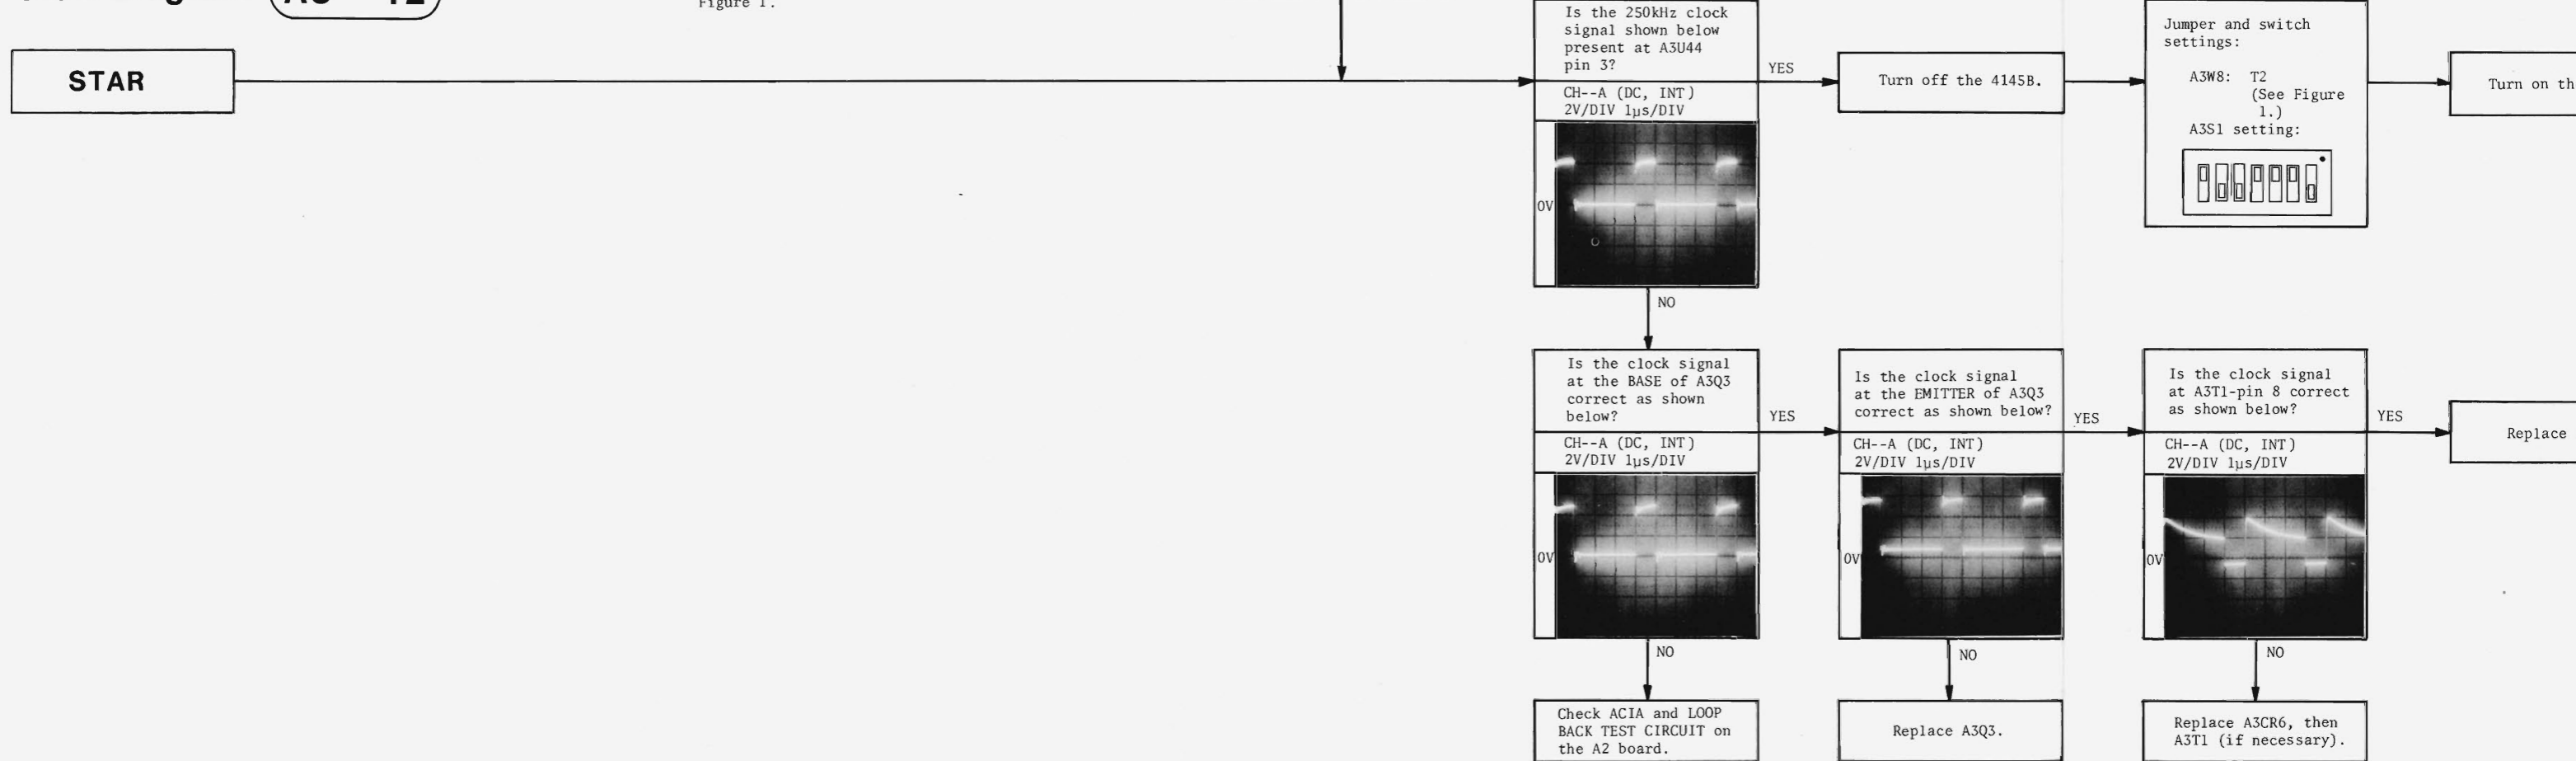 Figure 1.
STAR
Is the 250kHz clock
signal shown below
present at A3U44
pin 3?
CH--A (DC, INT)
2V/DIV 1µs/DIV
0V
YES
NO
Turn off the 4145B.
Jumper and switch
settings:
A3W8: T2
(See Figure
1.)
A3S1 setting:
Turn on th
Is the clock signal
at the BASE of A3Q3
correct as shown
below?
CH--A (DC, INT)
2V/DIV 1µs/DIV
0V
YES
NO
Is the clock signal
at the EMITTER of A3Q3
correct as shown below?
CH--A (DC, INT)
2V/DIV 1µs/DIV
0V
YES
NO
Is the clock signal
at A3T1-pin 8 correct
as shown below?
CH--A (DC, INT)
2V/DIV 1µs/DIV
0V
YES
NO
Replace
Check ACIA and LOOP
BACK TEST CIRCUIT on
the A2 board.
Replace A3Q3.
Replace A3CR6, then
A3T1 (if necessary).